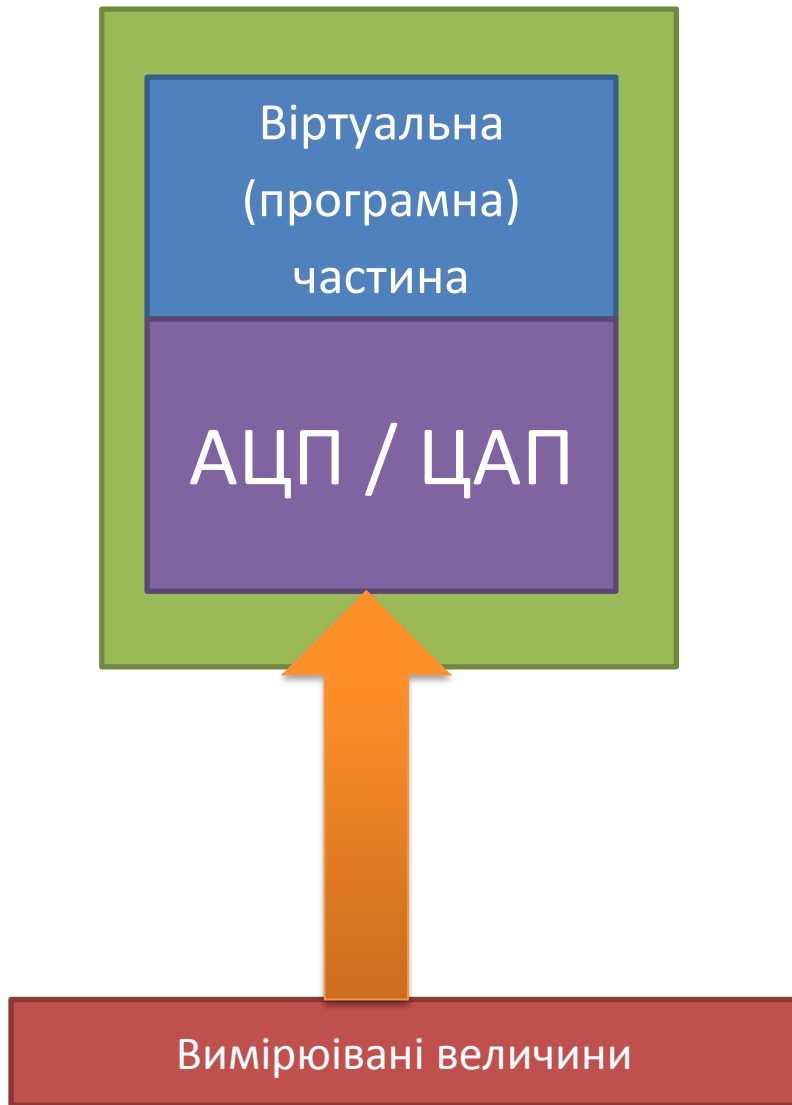 Віртуальна
(програмна)
частина
АЦП / ЦАП
Вимірюівані величини